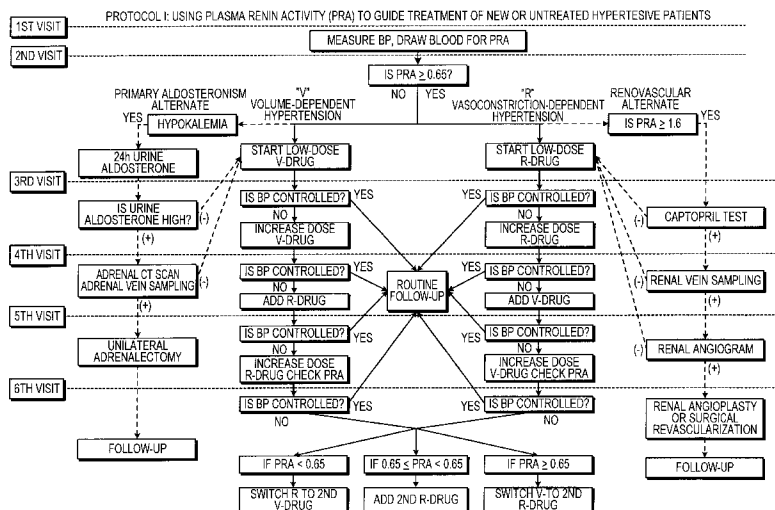 PROTOCOL I: USING PLASMA RENIN ACTIVITY (PRA) TO GUIDE TREATMENT OF NEW OR UNTREATED HYPERTESIVE PATIENTS
1ST VISIT
MEASURE BP, DRAW BLOOD FOR PRA
2ND VISIT
IS PRA ≥ 0.65?
NO YES
PRIMARY ALDOSTERONISM
ALTERNATE
"V"
VOLUME-DEPENDENT
HYPERTENSION
"R"
VASOCONSTRICTION-DEPENDENT
HYPERTENSION
RENOVASCULAR
ALTERNATE
YES
HYPOKALEMIA
IS PRA ≥ 1.6
YES
24h URINE
ALDOSTERONE
START LOW-DOSE
V-DRUG
START LOW-DOSE
R-DRUG
3RD VISIT
IS URINE
ALDOSTERONE HIGH?
(-)
(+)
IS BP CONTROLLED?
YES
NO
INCREASE DOSE
V-DRUG
IS BP CONTROLLED?
YES
NO
INCREASE DOSE
R-DRUG
(-)
CAPTOPRIL TEST
(+)
4TH VISIT
ADRENAL CT SCAN
ADRENAL VEIN SAMPLING
(-)
(+)
IS BP CONTROLLED?
YES
NO
ADD R-DRUG
ROUTINE
FOLLOW-UP
YES
IS BP CONTROLLED?
NO
ADD V-DRUG
(-)
RENAL VEIN SAMPLING
(+)
5TH VISIT
UNILATERAL
ADRENALECTOMY
IS BP CONTROLLED?
YES
NO
INCREASE DOSE
R-DRUG CHECK PRA
YES
IS BP CONTROLLED?
NO
INCREASE DOSE
V-DRUG CHECK PRA
(-)
RENAL ANGIOGRAM
(+)
6TH VISIT
IS BP CONTROLLED?
YES
NO
YES
IS BP CONTROLLED?
NO
RENAL ANGIOPLASTY
OR SURGICAL
REVASCULARIZATION
FOLLOW-UP
FOLLOW-UP
IF PRA < 0.65
IF 0.65 ≤ PRA < 0.65
IF PRA ≥ 0.65
SWITCH R TO 2ND
V-DRUG
ADD 2ND R-DRUG
SWITCH V-TO 2ND
R-DRUG